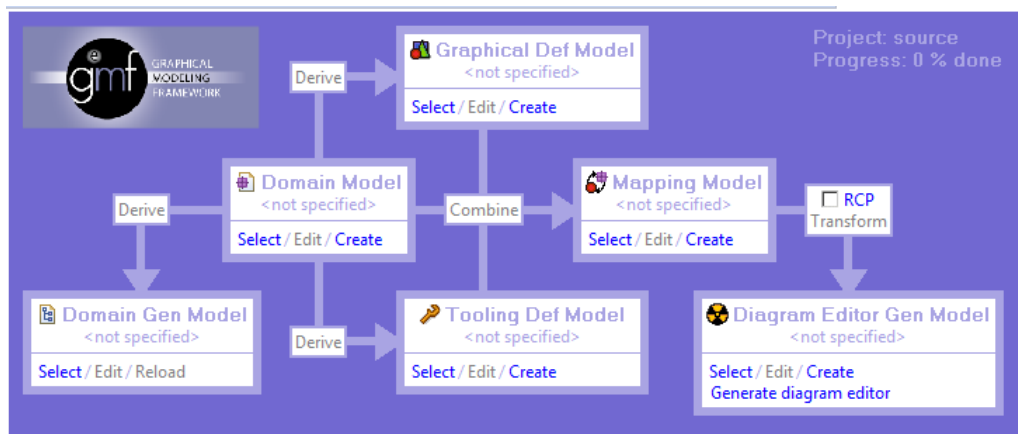 gmf
GRAPHICAL
MODELING
FRAMEWORK
Project: source
Progress: 0 % done
Graphical Def Model
<not specified>
Select / Edit / Create
Derive
Domain Model
<not specified>
Select / Edit / Create
Derive
Combine
Mapping Model
<not specified>
Select / Edit / Create
RCP
Transform
Domain Gen Model
<not specified>
Select / Edit / Reload
Derive
Tooling Def Model
<not specified>
Select / Edit / Create
Diagram Editor Gen Model
<not specified>
Select / Edit / Create
Generate diagram editor